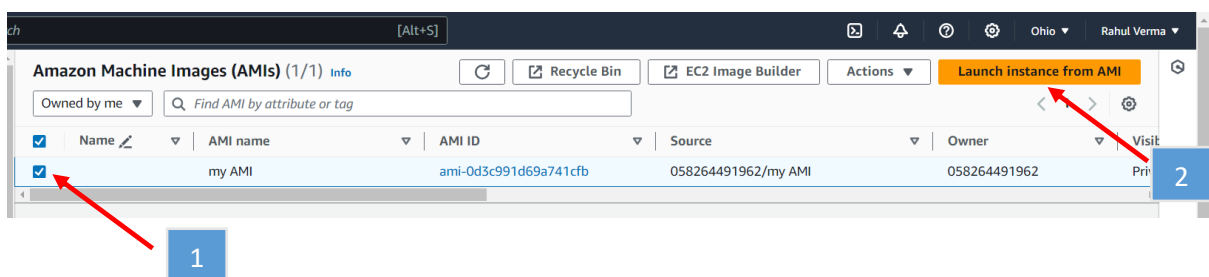 ch [Alt+S] Ohio ▼ Rahul Verma ▼
Amazon Machine Images (AMIs) (1/1) Info Recycle Bin EC2 Image Builder Actions ▼ Launch instance from AMI
Owned by me ▼ Find AMI by attribute or tag
Name AMI name AMI ID Source Owner Visit
my AMI ami-0d3c991d69a741cfb 058264491962/my AMI 058264491962 Pri
2
1